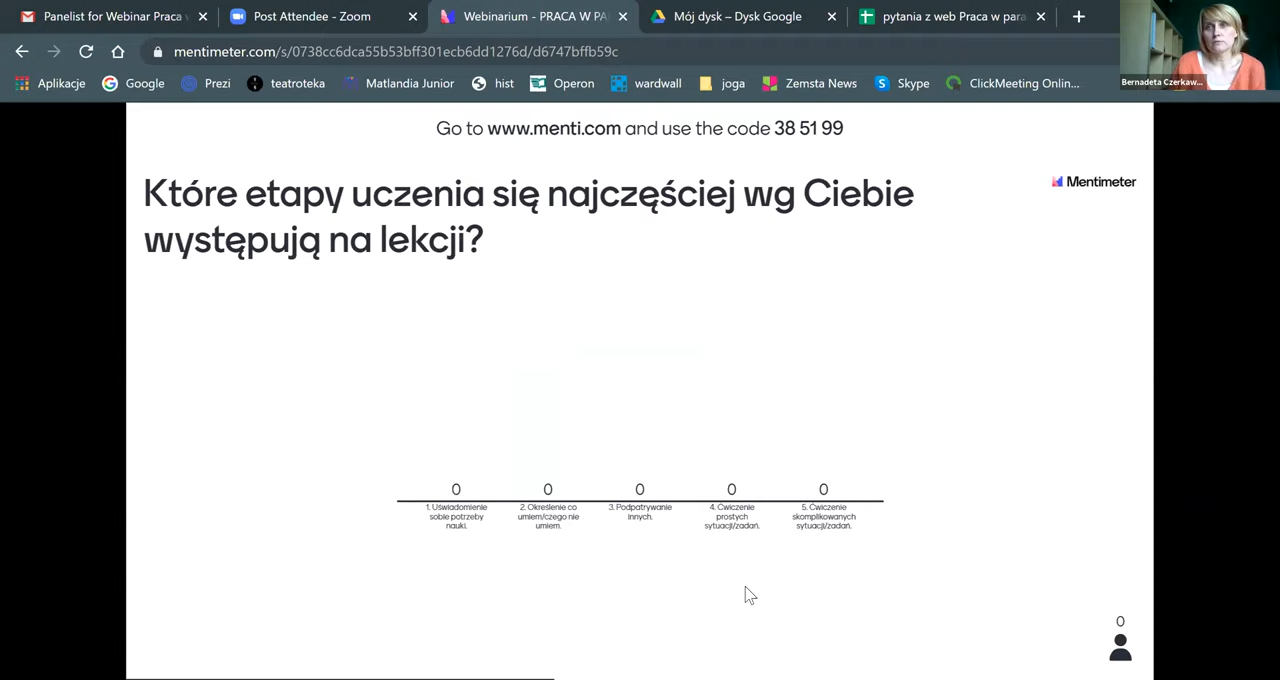 Panelist for Webinar Praca w
Post Attendee - Zoom
Webinarium - PRACA W PA
Mój dysk – Dysk Google
pytania z web Praca w para
mentimeter.com/s/0738cc6dca55b53bff301ecb6dd1276d/d6747bffb59c
Aplikacje
Google
Prezi
teatroteka
Matlandia Junior
hist
Operon
wardwall
joga
Zemsta News
Skype
ClickMeeting Onlin...
Bernadeta Czerkaw...
Go to www.menti.com and use the code 38 51 99
Które etapy uczenia się najczęściej wg Ciebie
występują na lekcji?
Mentimeter
0
1. Uświadomienie
sobie potrzeby
nauki.
0
2. Określenie co
umiem/czego nie
umiem.
0
3. Podpatrywanie
innych.
0
4. Ćwiczenie
prostych
sytuacji/zadań.
0
5. Ćwiczenie
skomplikowanych
sytuacji/zadań.
0